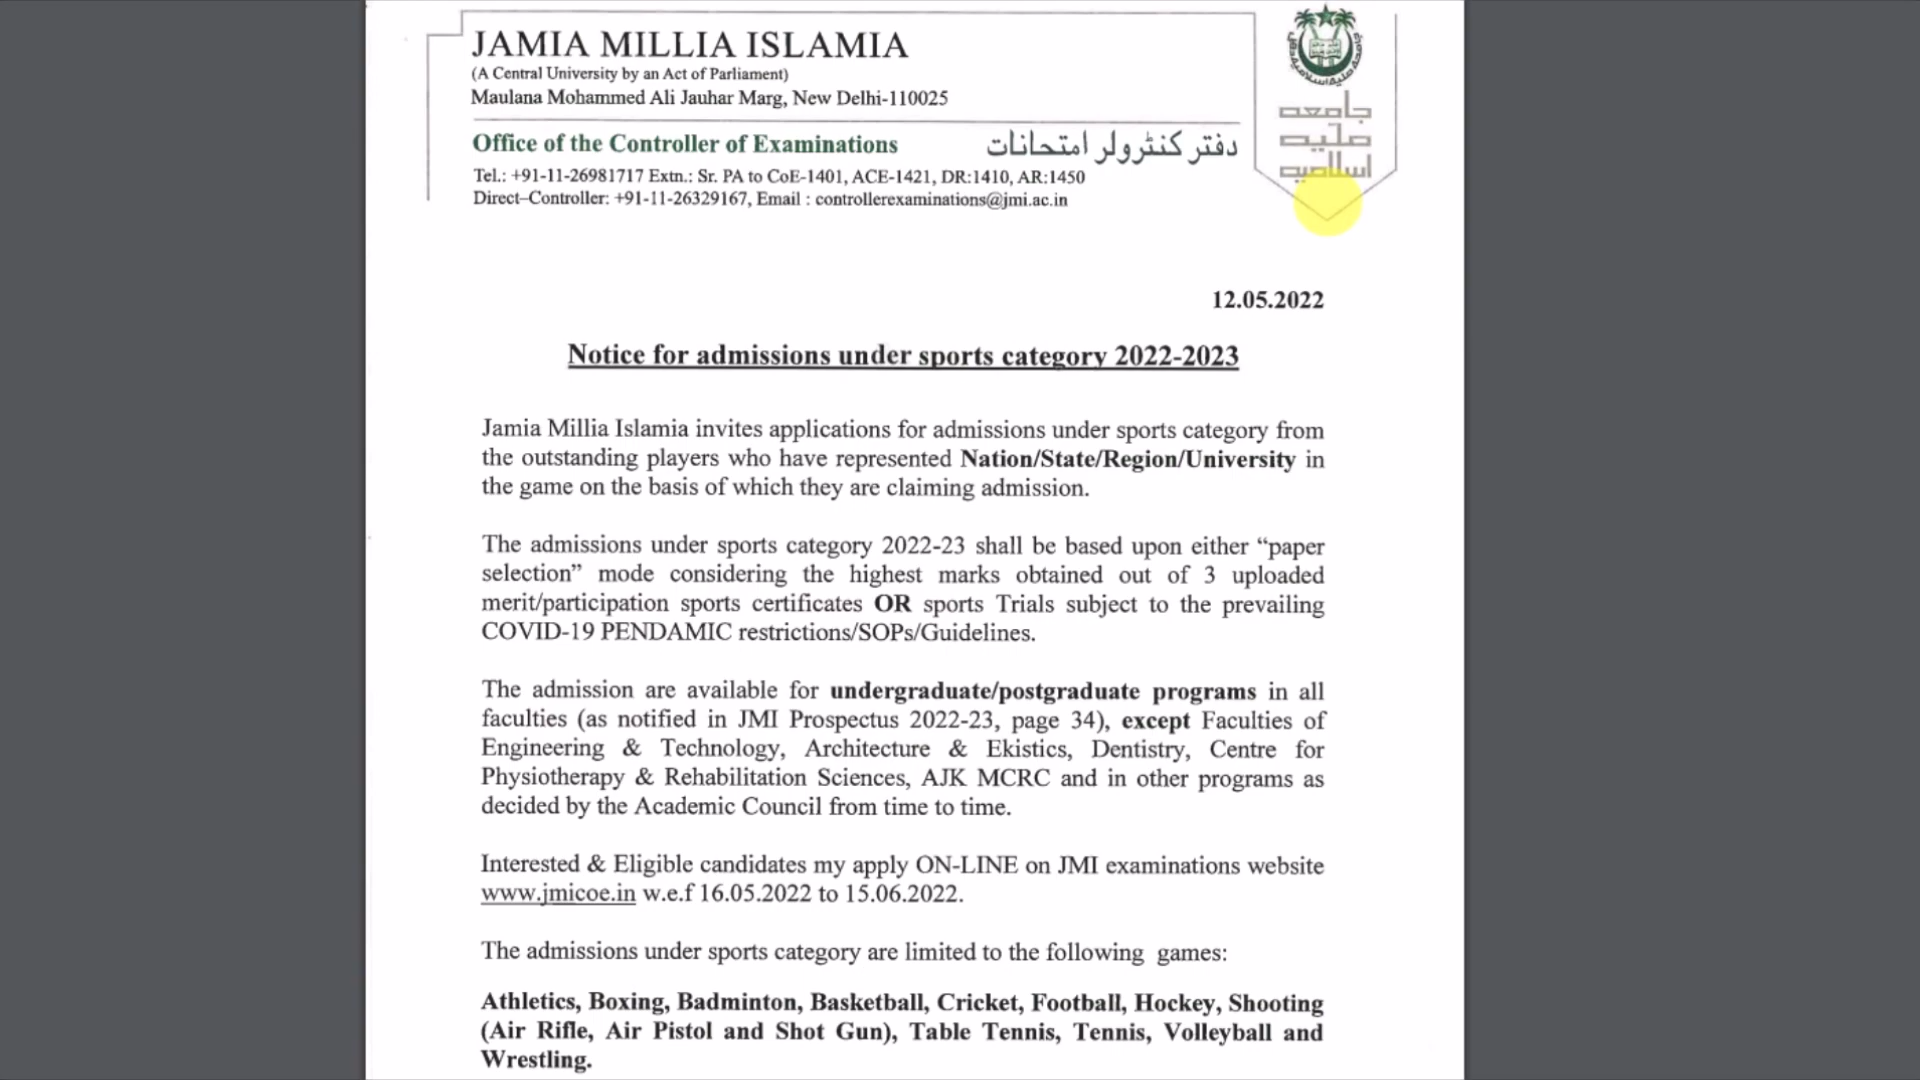 JAMIA MILLIA ISLAMIA
(A Central University by an Act of Parliament)
Maulana Mohammed Ali Jauhar Marg, New Delhi-110025
Office of the Controller of Examinations
دفتر کنٹرولر امتحانات
Tel.: +91-11-26981717 Extn.: Sr. PA to CoE-1401, ACE-1421, DR:1410, AR:1450
Direct–Controller: +91-11-26329167, Email : controllerexaminations@jmi.ac.in
جامعه
ملیه
اسلامیه
12.05.2022
Notice for admissions under sports category 2022-2023
Jamia Millia Islamia invites applications for admissions under sports category from
the outstanding players who have represented Nation/State/Region/University in
the game on the basis of which they are claiming admission.
The admissions under sports category 2022-23 shall be based upon either “paper
selection” mode considering the highest marks obtained out of 3 uploaded
merit/participation sports certificates OR sports Trials subject to the prevailing
COVID-19 PENDAMIC restrictions/SOPs/Guidelines.
The admission are available for undergraduate/postgraduate programs in all
faculties (as notified in JMI Prospectus 2022-23, page 34), except Faculties of
Engineering & Technology, Architecture & Ekistics, Dentistry, Centre for
Physiotherapy & Rehabilitation Sciences, AJK MCRC and in other programs as
decided by the Academic Council from time to time.
Interested & Eligible candidates my apply ON-LINE on JMI examinations website
www.jmicoe.in w.e.f 16.05.2022 to 15.06.2022.
The admissions under sports category are limited to the following games:
Athletics, Boxing, Badminton, Basketball, Cricket, Football, Hockey, Shooting
(Air Rifle, Air Pistol and Shot Gun), Table Tennis, Tennis, Volleyball and
Wrestling.